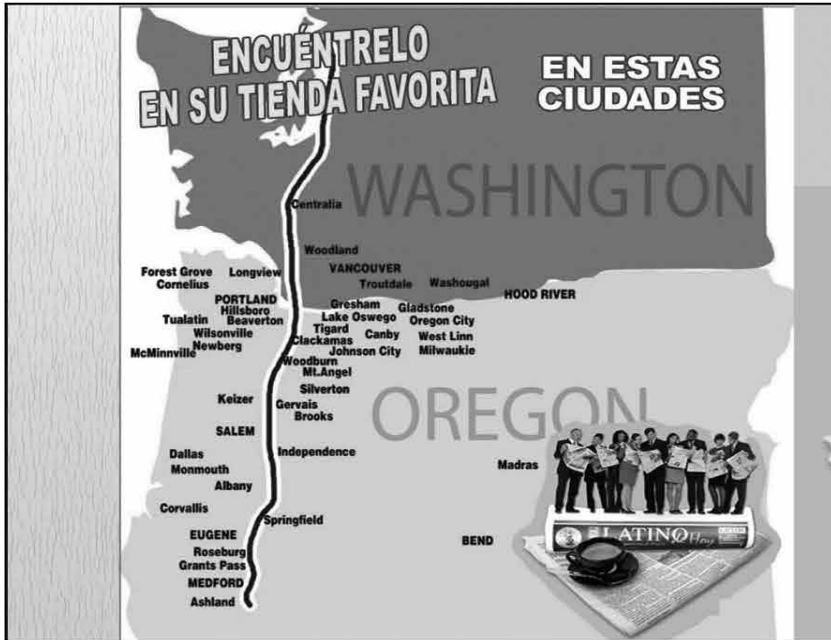 ENCUÉNTRELO
EN SU TIENDA FAVORITA
EN ESTAS
CIUDADES
WASHINGTON
Centralia
Woodland
VANCOUVER
Forest Grove
Longview
Cornelius
Troutdale
Washougal
HOOD RIVER
PORTLAND
Hillsboro
Tualatin
Beaverton
Wilsonville
Newberg
McMinnville
Gresham
Gladstone
Lake Oswego
Oregon City
Tigard
Canby
West Linn
Clackamas
Johnson City
Milwaukie
Woodburn
Mt.Angel
Silverton
Keizer
Gervais
Brooks
OREGON
SALEM
Independence
Dallas
Monmouth
Madras
Albany
Corvallis
Springfield
EUGENE
BEND
Roseburg
Grants Pass
MEDFORD
Ashland
LATINO
Hoy